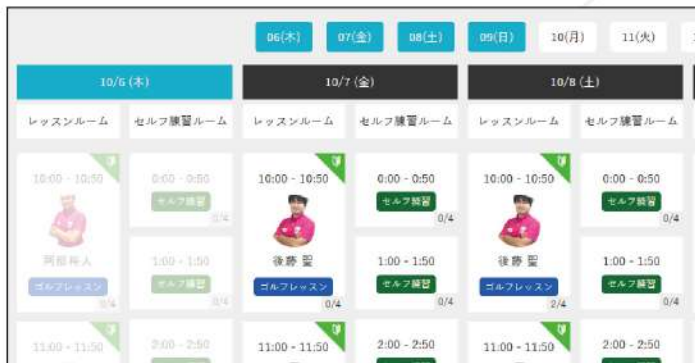 06(木) 07(金) 08(土) 09(日) 10(月) 11(火)
10/6 (木) 10/7 (金) 10/8 (土)
レッスンルーム セルフ練習ルーム レッスンルーム セルフ練習ルーム レッスンルーム セルフ練習ルーム
10:00 - 10:50 0:00 - 0:50 10:00 - 10:50 0:00 - 0:50 10:00 - 10:50 0:00 - 0:50
セルフ練習 セルフ練習 セルフ練習
0/4 0/4 0/4
阿部裕人 1:00 - 1:50 後藤 聖 1:00 - 1:50 後藤 聖 1:00 - 1:50
ゴルフレッスン セルフ練習 ゴルフレッスン セルフ練習 ゴルフレッスン セルフ練習
0/4 0/4 0/4 0/4 2/4 0/4
11:00 - 11:50 2:00 - 2:50 11:00 - 11:50 2:00 - 2:50 11:00 - 11:50 2:00 - 2:50